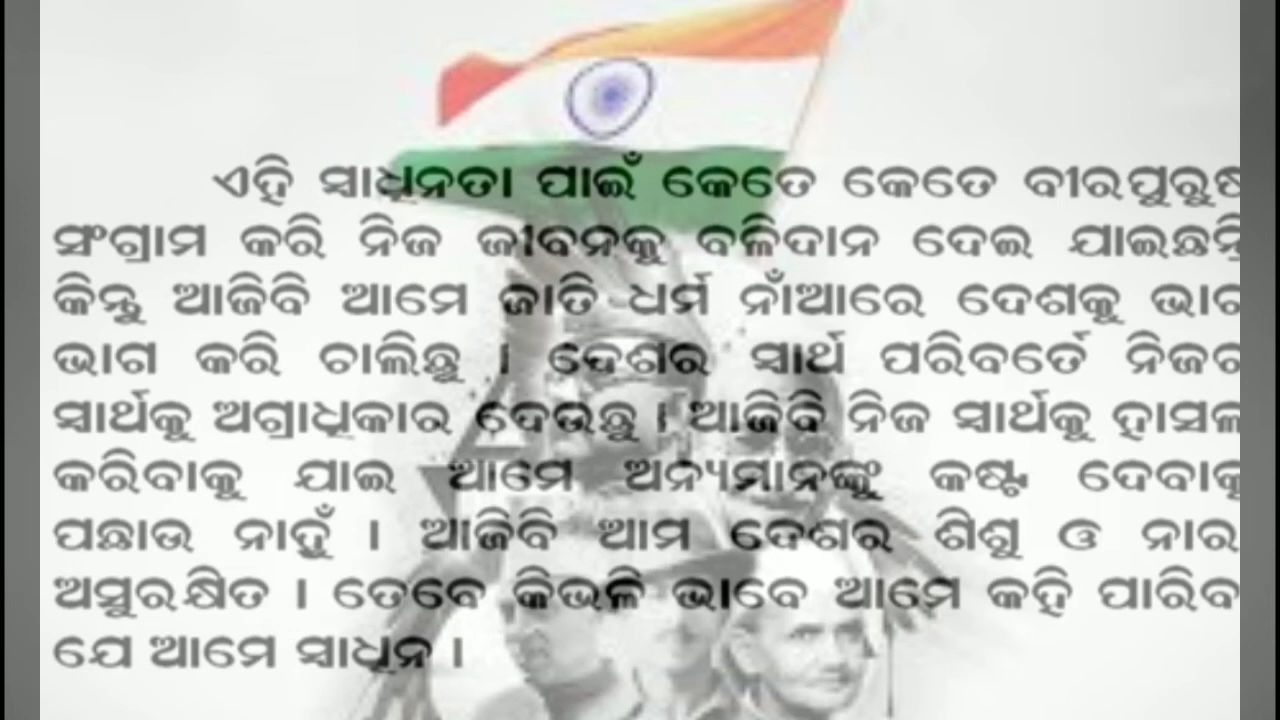 ଏହି ସ୍ୱାଧିନତା ପାଇଁ କେତେ କେତେ ବୀରପୁରୁଷ
ସଂଗ୍ରାମ କରି ନିଜ ଜୀବନକୁ ବଳିଦାନ ଦେଇ ଯାଇଛନ୍ତି
କିନ୍ତୁ ଆଜିବି ଆମେ ଜାତି ଧର୍ମ ନାଁଆରେ ଦେଶକୁ ଭାଗ
ଭାଗ କରି ଚାଲିଛୁ । ଦେଶର ସ୍ୱାର୍ଥ ପରିବର୍ତେ ନିଜର
ସ୍ୱାର୍ଥକୁ ଅଗ୍ରାଧିକାର ଦେଉଛୁ । ଆଜିବି ନିଜ ସ୍ୱାର୍ଥକୁ ହାସଲ
କରିବାକୁ ଯାଇ ଆମେ ଅନ୍ୟମାନଙ୍କୁ କଷ୍ଟ ଦେବାକୁ
ପଛାଉ ନାହୁଁ । ଆଜିବି ଆମ ଦେଶର ଶିଶୁ ଓ
ଅସୁରକ୍ଷିତ । ତେବେ କିଭଳି ଭାବେ ଆମେ କହି ପାରିବ
ଯେ ଆମେ ସ୍ୱାଧିନ ।